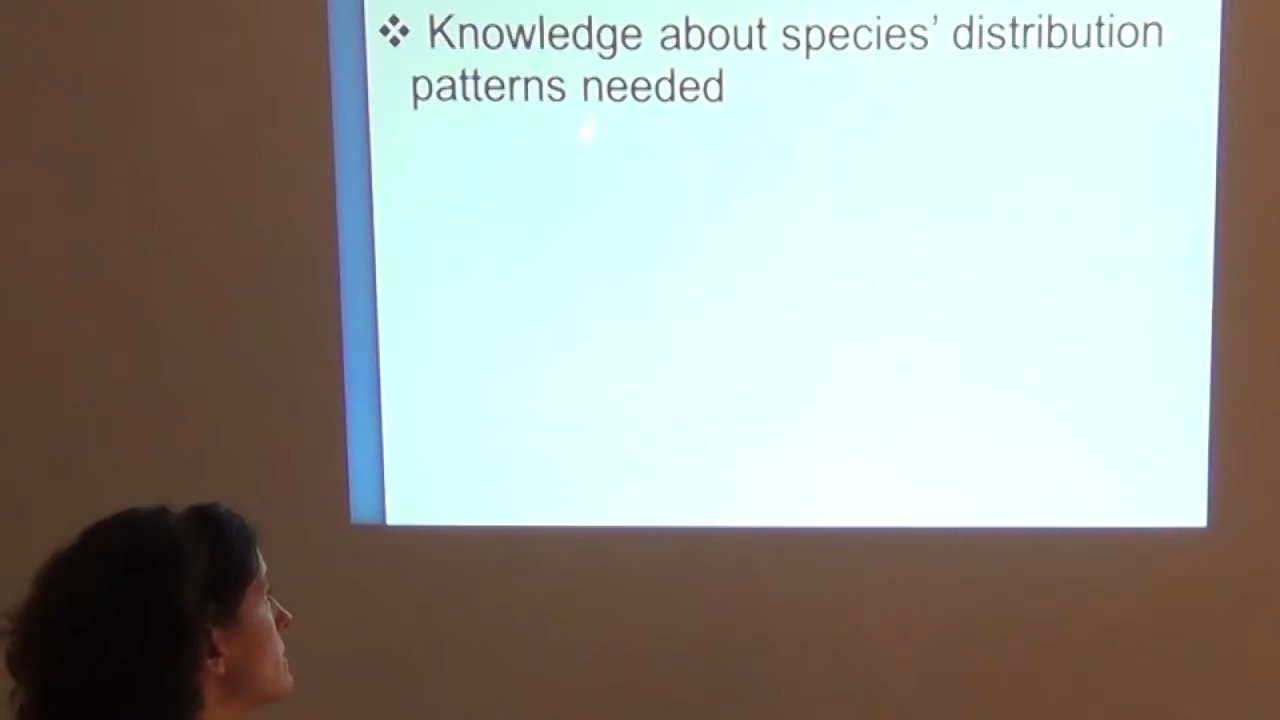 ❖ Knowledge about species’ distribution
patterns needed